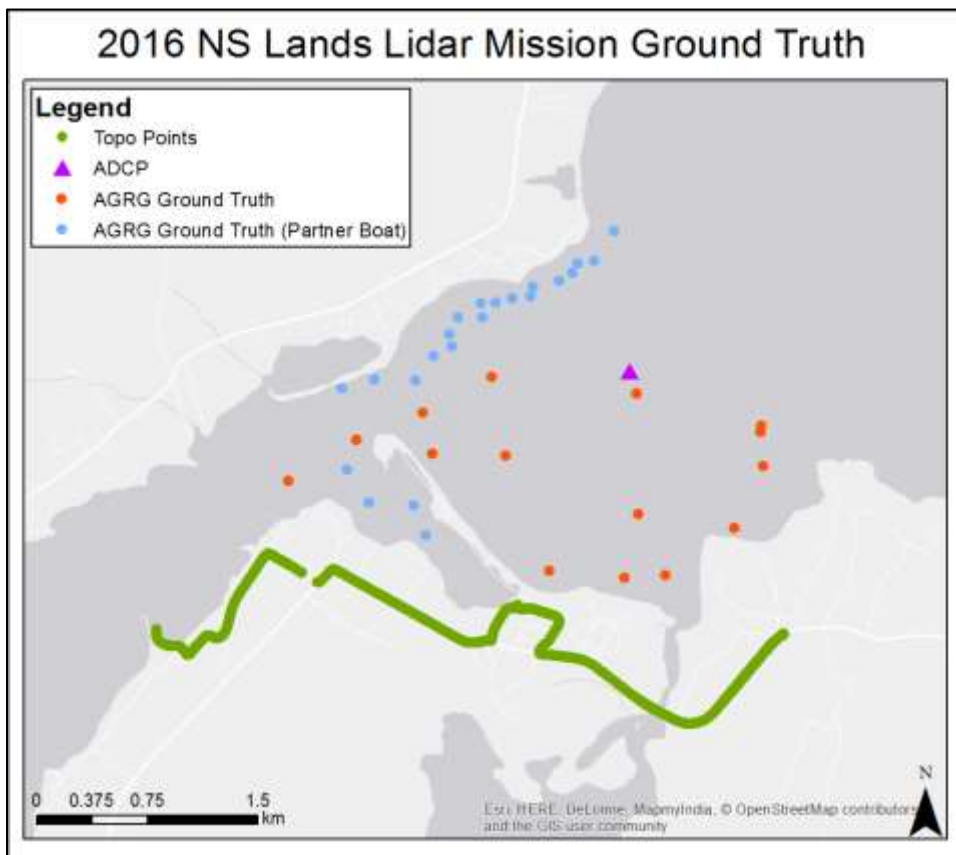 2016 NS Lands Lidar Mission Ground Truth
Legend
Topo Points
ADCP
AGRG Ground Truth
AGRG Ground Truth (Partner Boat)
N
0 0.375 0.75 1.5
km
Esri, HERE, DeLorme, MapmyIndia, © OpenStreetMap contributors
and the GIS user community